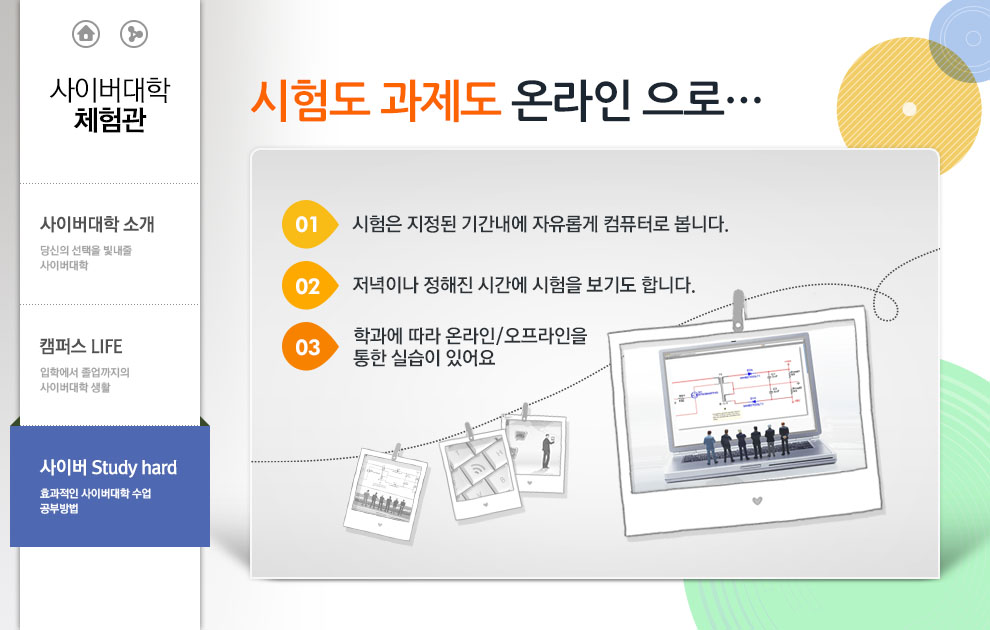 사이버대학
체험관
사이버대학 소개
당신의 선택을 빛내줄
사이버대학
캠퍼스 LIFE
입학에서 졸업까지의
사이버대학 생활
사이버 Study hard
효과적인 사이버대학 수업
공부방법
시험도 과제도 온라인 으로...
01 시험은 지정된 기간내에 자유롭게 컴퓨터로 봅니다.
02 저녁이나 정해진 시간에 시험을 보기도 합니다.
03 학과에 따라 온라인/오프라인을
통한 실습이 있어요